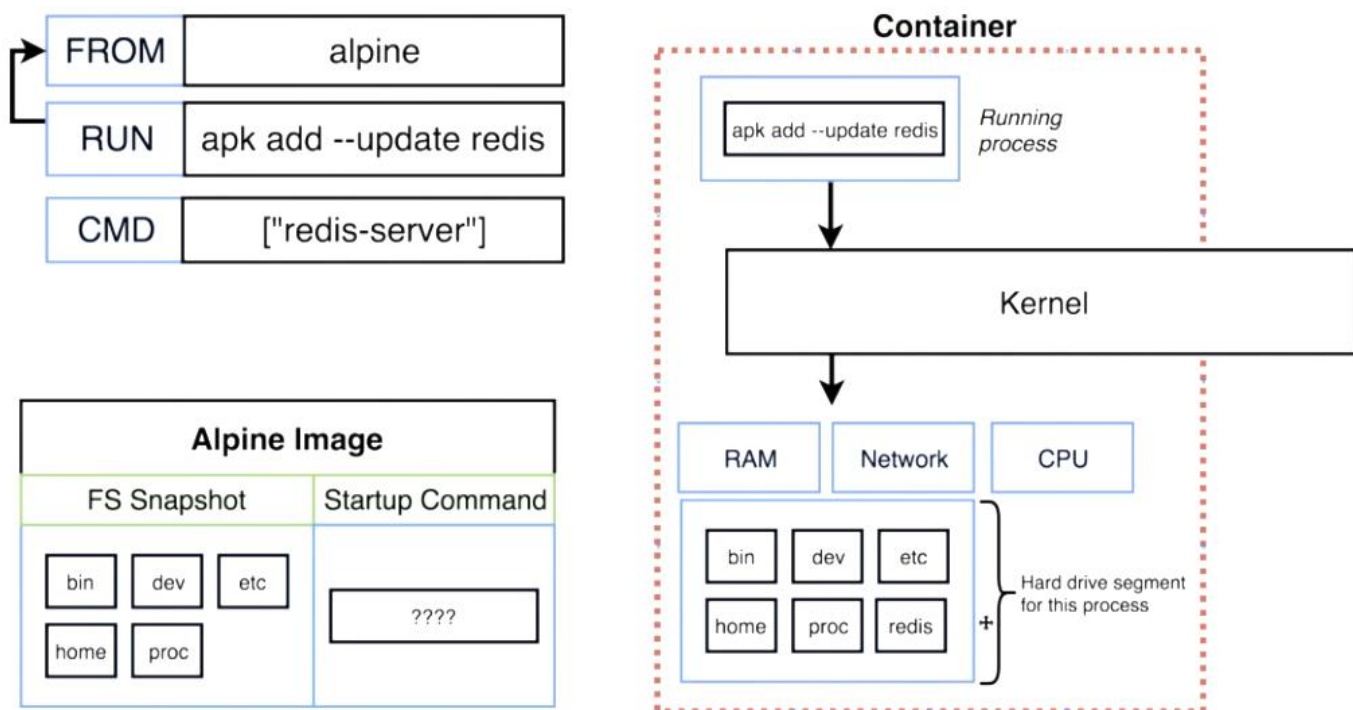 FROM alpine
RUN apk add --update redis
CMD ["redis-server"]
Alpine Image
FS Snapshot Startup Command
bin dev etc
????
home proc
Container
apk add --update redis
Running
process
Kernel
RAM Network CPU
bin dev etc
Hard drive segment
for this process
home proc redis